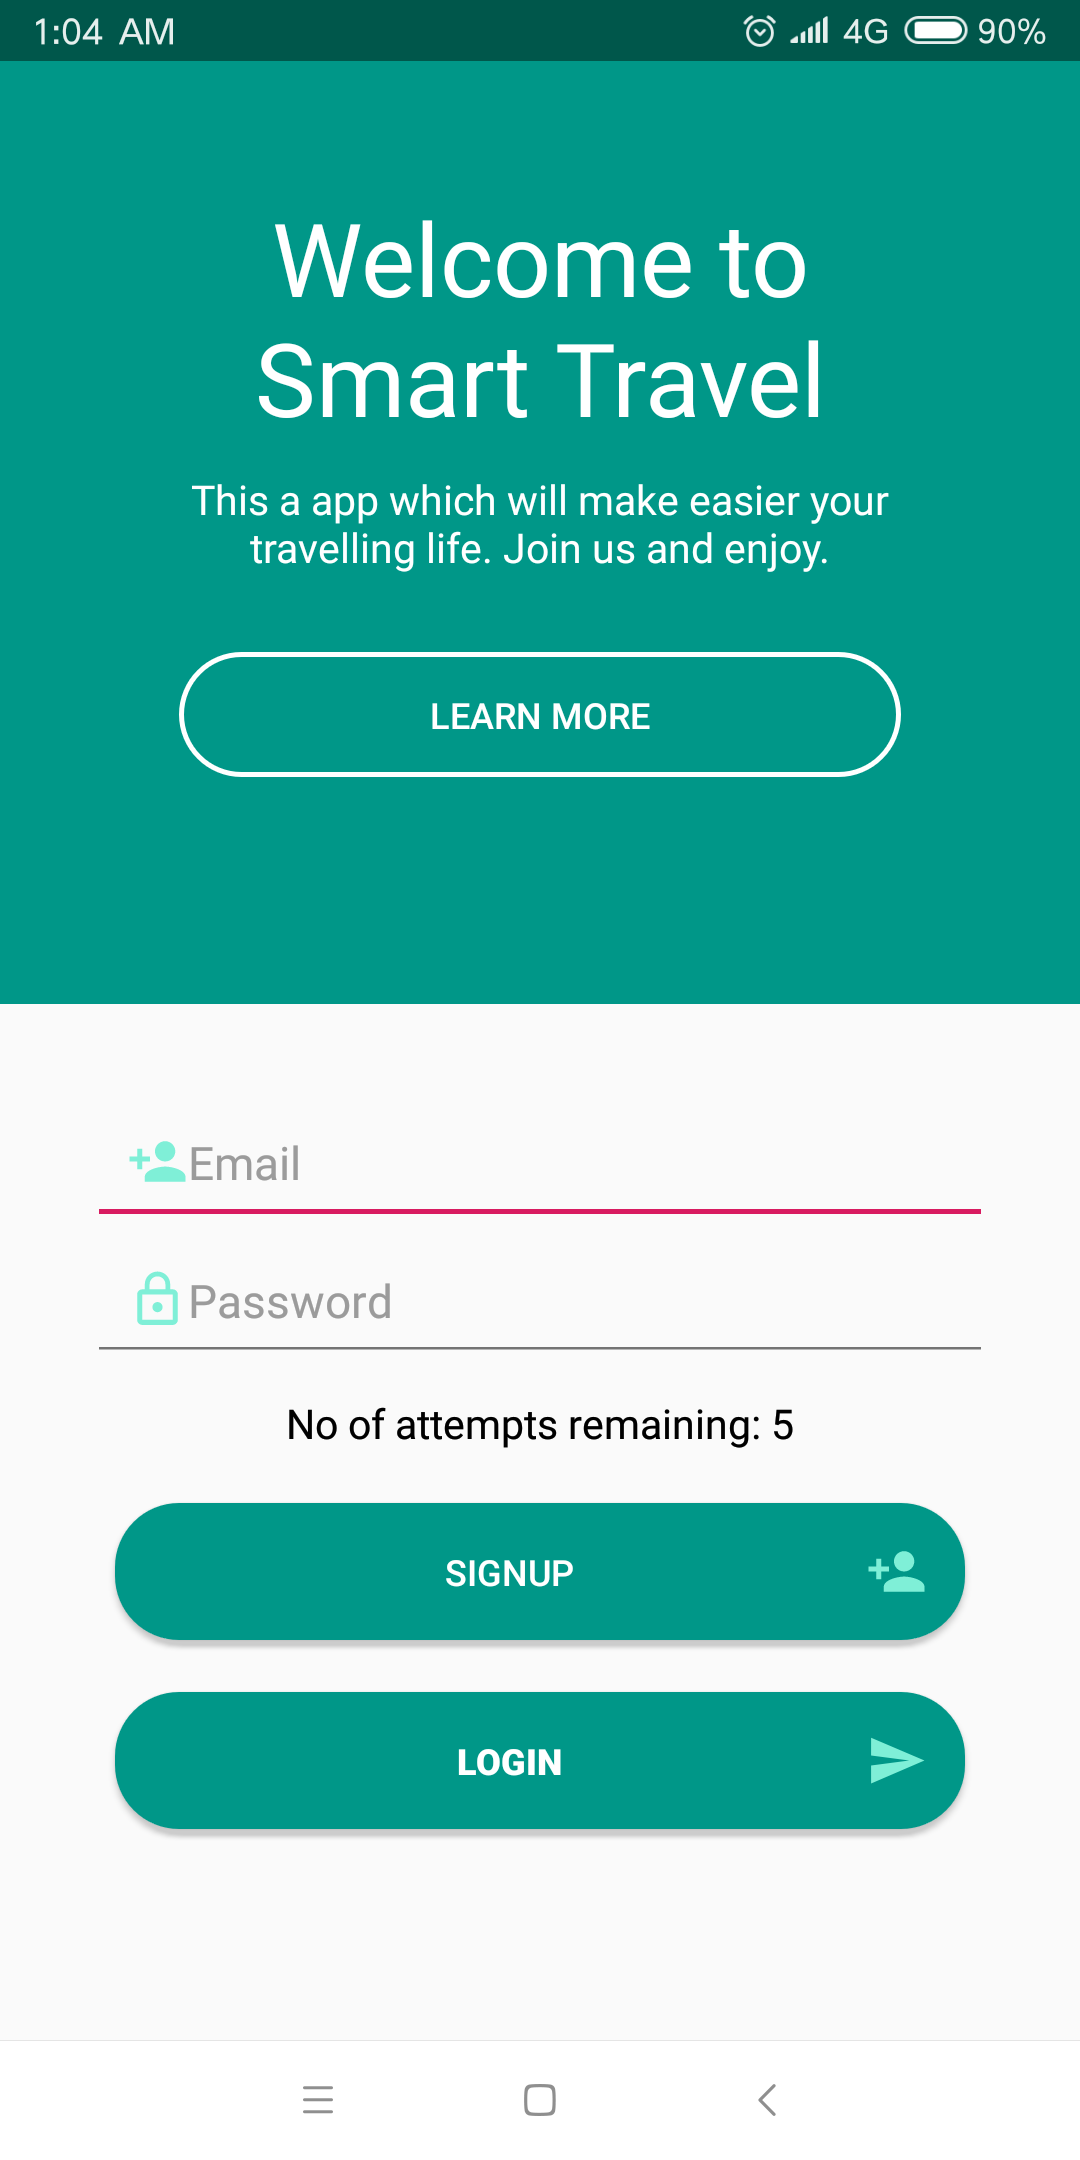 1:04 AM
4G 90%
Welcome to
Smart Travel
This a app which will make easier your
travelling life. Join us and enjoy.
LEARN MORE
Email
Password
No of attempts remaining: 5
SIGNUP
LOGIN